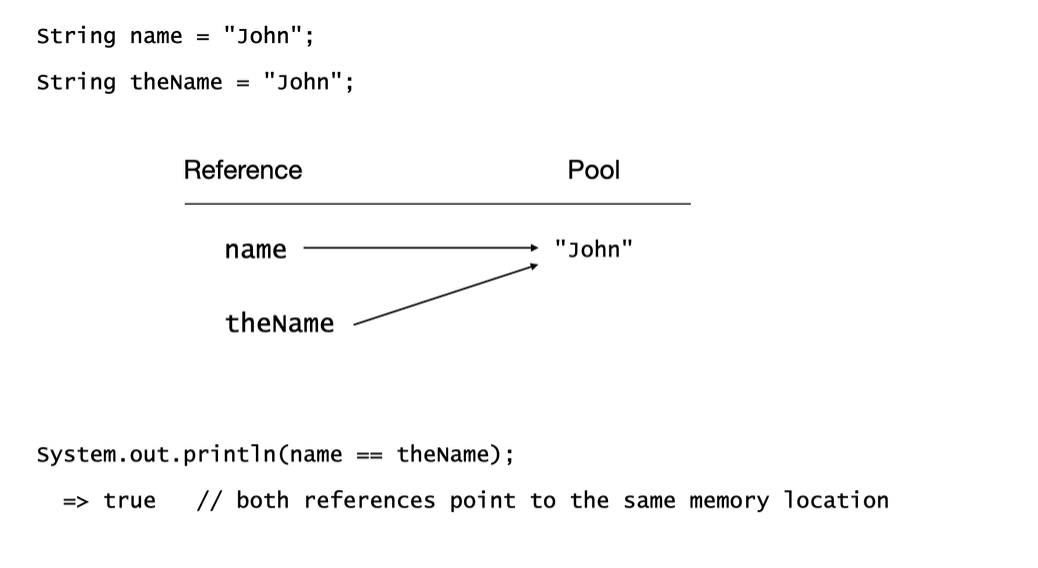 String name = "John";
String theName = "John";
Reference Pool
name "John"
theName
System.out.println(name == theName);
=> true // both references point to the same memory location